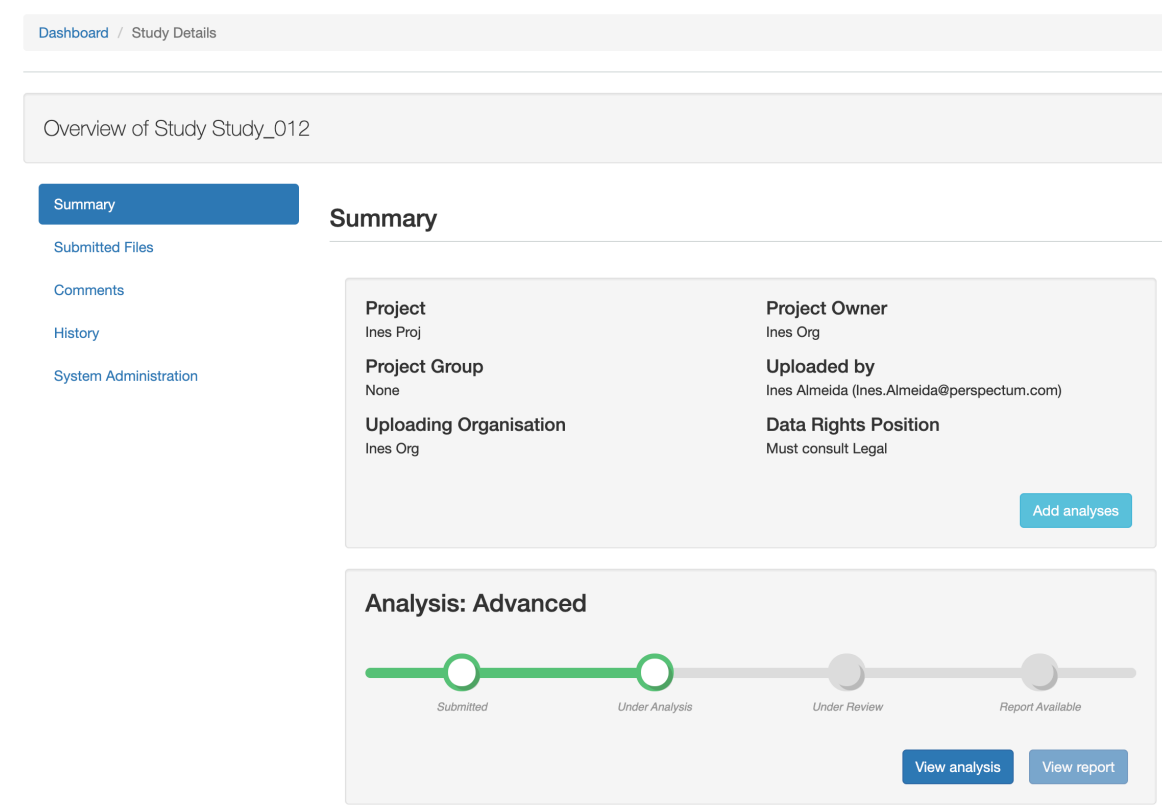 Dashboard / Study Details
Overview of Study Study_012
Summary
Submitted Files
Comments
History
System Administration
Summary
Project
Ines Proj
Project Owner
Ines Org
Project Group
None
Uploaded by
Ines Almeida (Ines.Almeida@perspectum.com)
Uploading Organisation
Ines Org
Data Rights Position
Must consult Legal
Add analyses
Analysis: Advanced
Submitted
Under Analysis
Under Review
Report Available
View analysis
View report